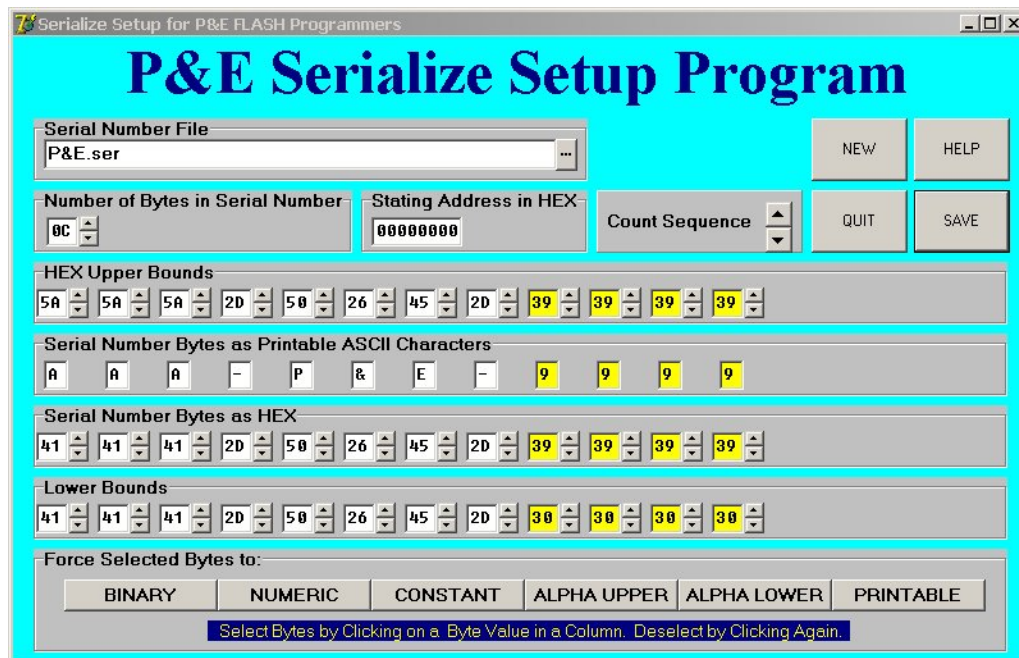 Serialize Setup for P&E FLASH Programmers
P&E Serialize Setup Program
Serial Number File
P&E.ser ...
NEW HELP
Number of Bytes in Serial Number Stating Address in HEX
0C 00000000 Count Sequence QUIT SAVE
HEX Upper Bounds
5A 5A 5A 2D 50 26 45 2D 39 39 39 39
Serial Number Bytes as Printable ASCII Characters
A A A - P & E - 9 9 9 9
Serial Number Bytes as HEX
41 41 41 2D 50 26 45 2D 39 39 39 39
Lower Bounds
41 41 41 2D 50 26 45 2D 30 30 30 30
Force Selected Bytes to:
BINARY NUMERIC CONSTANT ALPHA UPPER ALPHA LOWER PRINTABLE
Select Bytes by Clicking on a Byte Value in a Column. Deselect by Clicking Again.